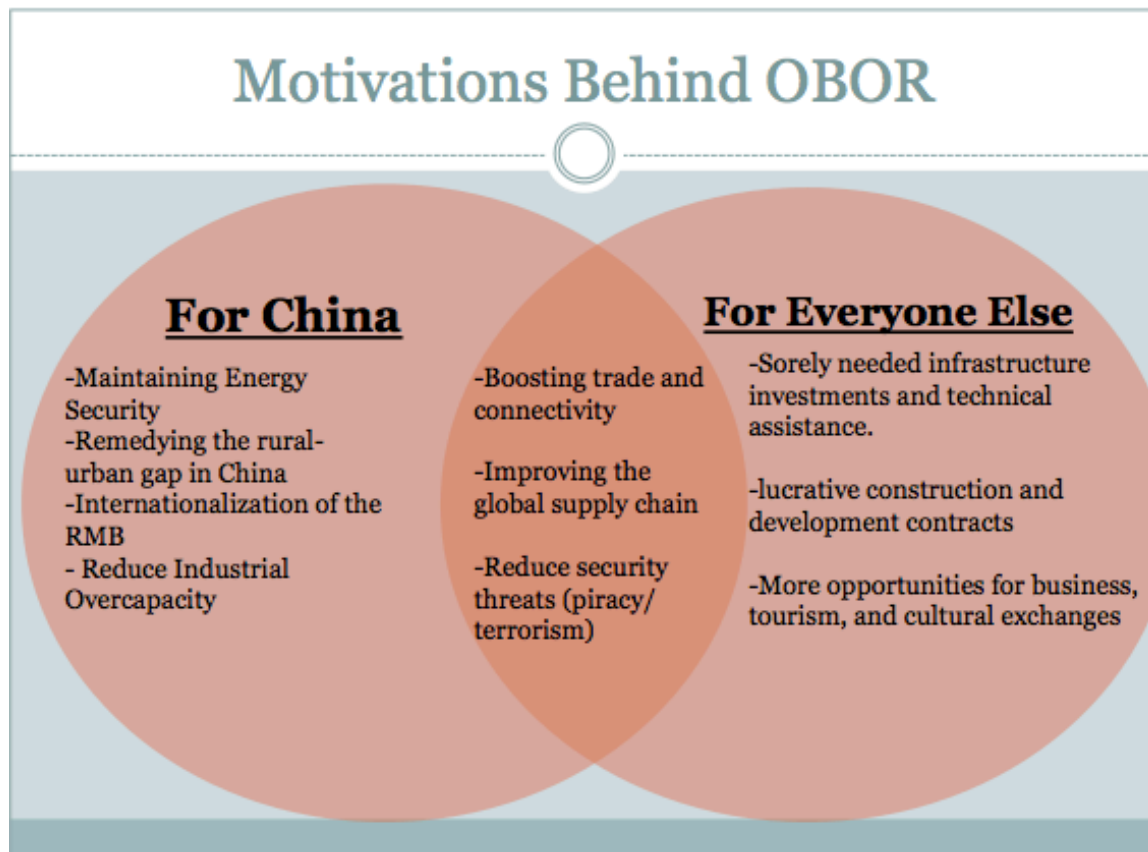 Motivations Behind OBOR
For China
-Maintaining Energy
Security
-Remedying the rural-
urban gap in China
-Internationalization of the
RMB
- Reduce Industrial
Overcapacity
-Boosting trade and
connectivity
-Improving the
global supply chain
-Reduce security
threats (piracy/
terrorism)
For Everyone Else
-Sorely needed infrastructure
investments and technical
assistance.
-lucrative construction and
development contracts
-More opportunities for business,
tourism, and cultural exchanges